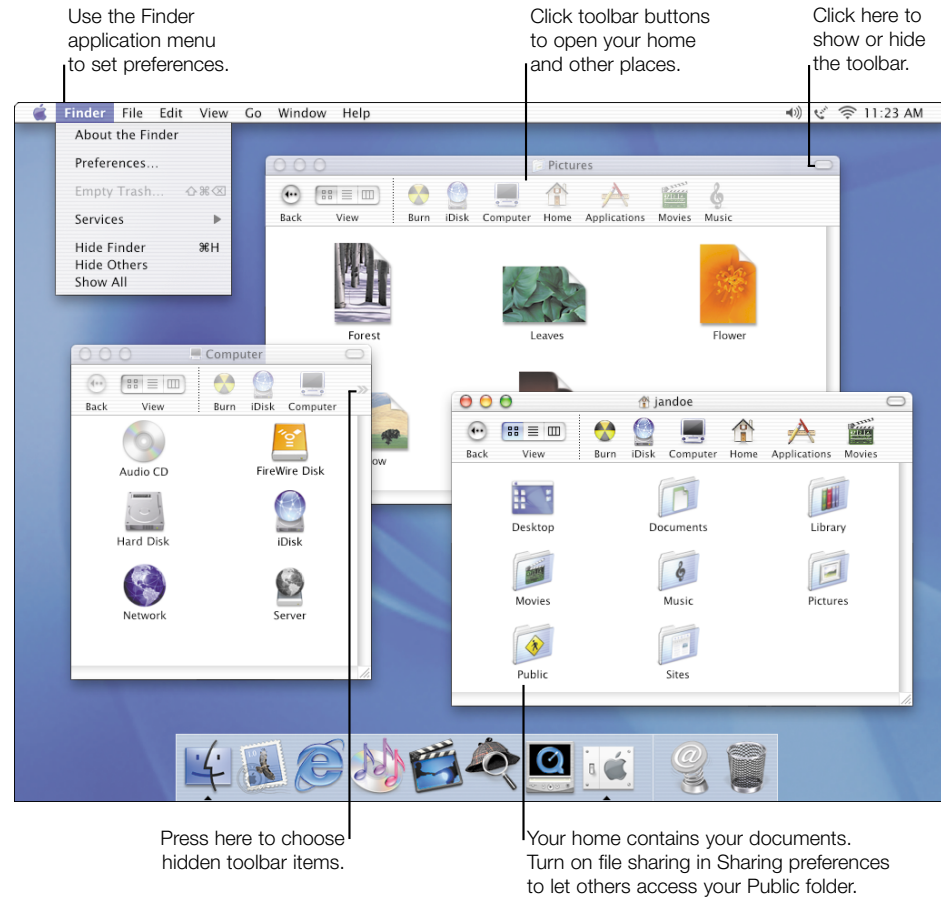 Use the Finder
application menu
to set preferences.
Click toolbar buttons
to open your home
and other places.
Click here to
show or hide
the toolbar.
Finder File Edit View Go Window Help 11:23 AM
About the Finder
Preferences...
Empty Trash... ⇧⌘⌫
Services
Hide Finder ⌘H
Hide Others
Show All
Pictures
Back View Burn iDisk Computer Home Applications Movies Music
Forest Leaves Flower
Computer
Back View Burn iDisk Computer
Audio CD FireWire Disk
Hard Disk iDisk
Network Server
jandoe
Back View Burn iDisk Computer Home Applications Movies
Desktop Documents Library
Movies Music Pictures
Public Sites
Press here to choose
hidden toolbar items.
Your home contains your documents.
Turn on file sharing in Sharing preferences
to let others access your Public folder.